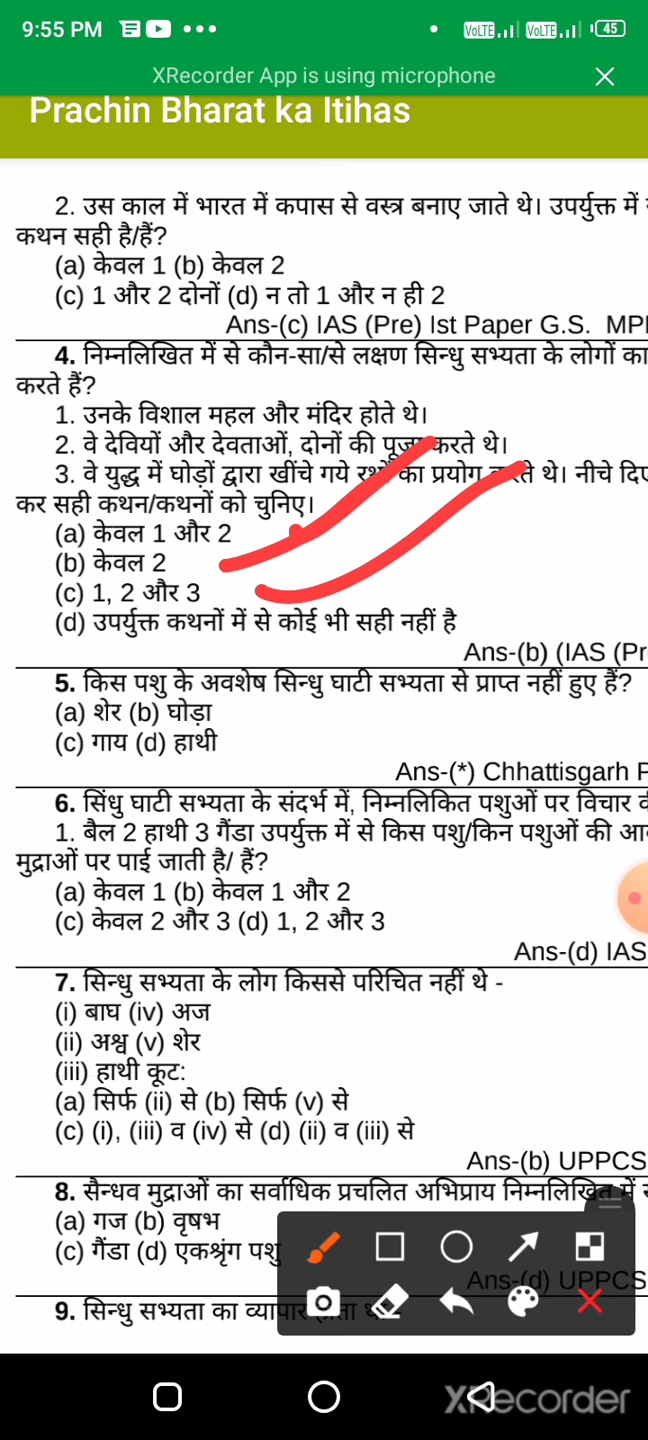 9:55 PM VoLTE VoLTE 45
XRecorder App is using microphone
Prachin Bharat ka Itihas
2. उस काल में भारत में कपास से वस्त्र बनाए जाते थे। उपर्युक्त में
कथन सही है/हैं?
(a) केवल 1 (b) केवल 2
(c) 1 और 2 दोनों (d) न तो 1 और न ही 2
Ans-(c) IAS (Pre) Ist Paper G.S. MP
4. निम्नलिखित में से कौन-सा/से लक्षण सिन्धु सभ्यता के लोगों का
करते हैं?
1. उनके विशाल महल और मंदिर होते थे।
2. वे देवियों और देवताओं, दोनों की पूजा करते थे।
3. वे युद्ध में घोड़ों द्वारा खींचे गये रथों का प्रयोग करते थे। नीचे
कर सही कथन/कथनों को चुनिए।
(a) केवल 1 और 2
(b) केवल 2
(c) 1, 2 और 3
(d) उपर्युक्त कथनों में से कोई भी सही नहीं है
Ans-(b) (IAS (Pr
5. किस पशु के अवशेष सिन्धु घाटी सभ्यता से प्राप्त नहीं हुए हैं?
(a) शेर (b) घोड़ा
(c) गाय (d) हाथी
Ans-(*) Chhattisgarh P
6. सिंधु घाटी सभ्यता के संदर्भ में, निम्नलिकित पशुओं पर विचार
1. बैल 2 हाथी 3 गैंडा उपर्युक्त में से किस पशु/किन पशुओं की
मुद्राओं पर पाई जाती है/ हैं?
(a) केवल 1 (b) केवल 1 और 2
(c) केवल 2 और 3 (d) 1, 2 और 3
Ans-(d) IAS
7. सिन्धु सभ्यता के लोग किससे परिचित नहीं थे -
(i) बाघ (iv) अज
(ii) अश्व (v) शेर
(iii) हाथी कूट:
(a) सिर्फ (ii) से (b) सिर्फ (v) से
(c) (i), (iii) व (iv) से (d) (ii) व (iii) से
Ans-(b) UPPCS
8. सैन्धव मुद्राओं का सर्वाधिक प्रचलित अभिप्राय निम्नलिखित में
(a) गज (b) वृषभ
(c) गैंडा (d) एकश्रृंग पशु
Ans-(d) UPPCS
9. सिन्धु सभ्यता का व्यापार होता
XRecorder